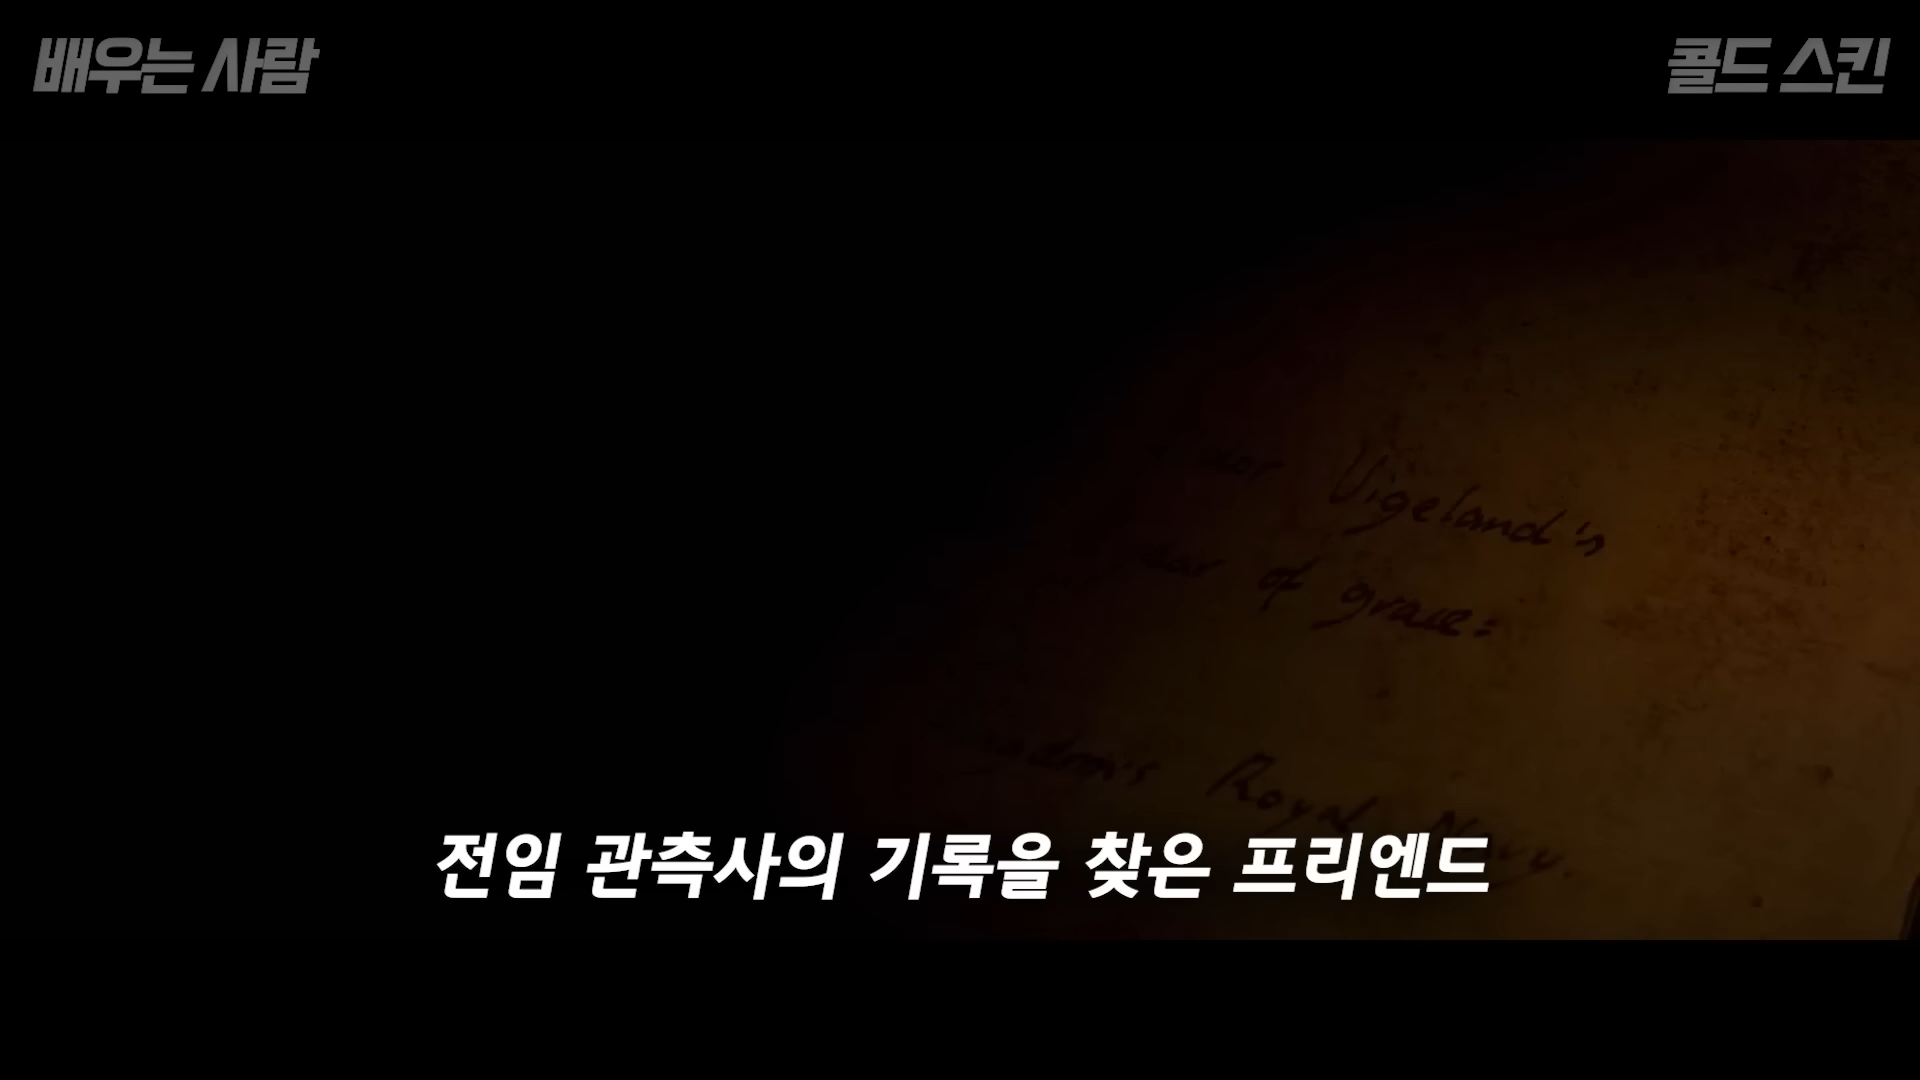 배우는 사람
콜드 스킨
Vigeland's
of grace:
Royal Navy.
전임 관측사의 기록을 찾은 프리엔드